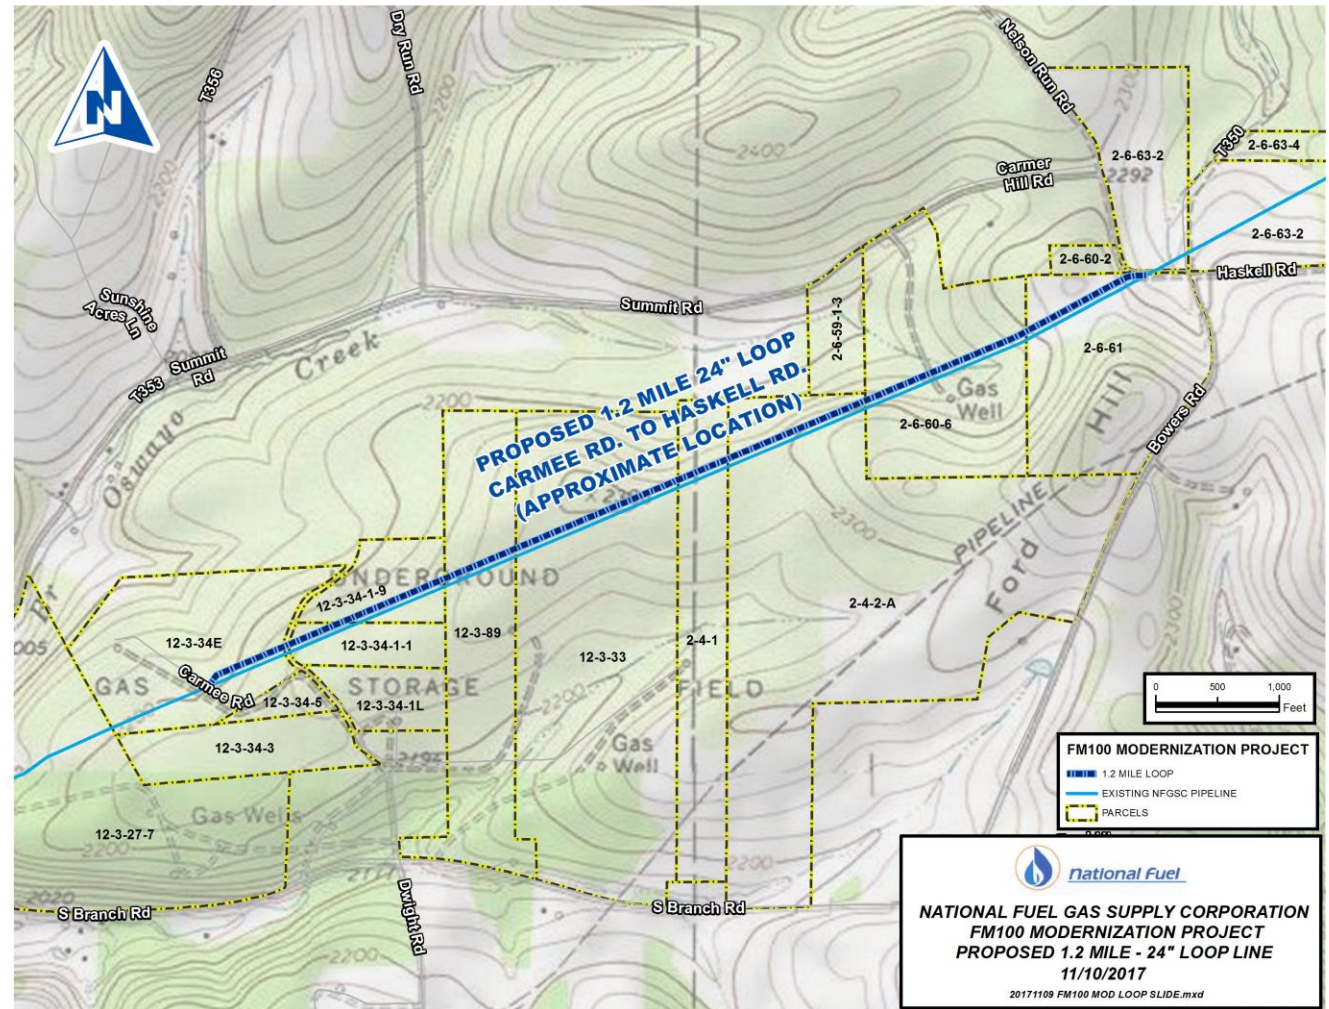 N
T356
Dry Run Rd
2200
2200
Nelson Run Rd
2300
2400
T350
2-6-63-4
2-6-63-2
Carmer
Hill Rd
2292
2-6-63-2
2-6-60-2
Haskell Rd
Sunshine
Acres Ln
Summit Rd
Summit
Rd
T353
Oswayo Creek
2-6-59-1-3
2-6-61
PROPOSED 1.2 MILE 24" LOOP
CARMEE RD. TO HASKELL RD.
(APPROXIMATE LOCATION)
2200
Gas
Well
2-6-60-6
Hill
Bowers Rd
2300
PIPELINE
Ford
UNDERGROUND
12-3-34-1-9
2-4-2-A
2300
12-3-34E
12-3-34-1-1
12-3-89
12-3-33
2-4-1
Carmee Rd
GAS
STORAGE
FIELD
12-3-34-5
12-3-34-1L
2200
2200
12-3-34-3
2194
Gas
Well
Gas Wells
12-3-27-7
2200
2200
2020
S Branch Rd
Dwight Rd
S Branch Rd
2200
0 500 1,000
Feet
FM100 MODERNIZATION PROJECT
1.2 MILE LOOP
EXISTING NFGSC PIPELINE
PARCELS
National Fuel
NATIONAL FUEL GAS SUPPLY CORPORATION
FM100 MODERNIZATION PROJECT
PROPOSED 1.2 MILE - 24" LOOP LINE
11/10/2017
20171109 FM100 MOD LOOP SLIDE.mxd